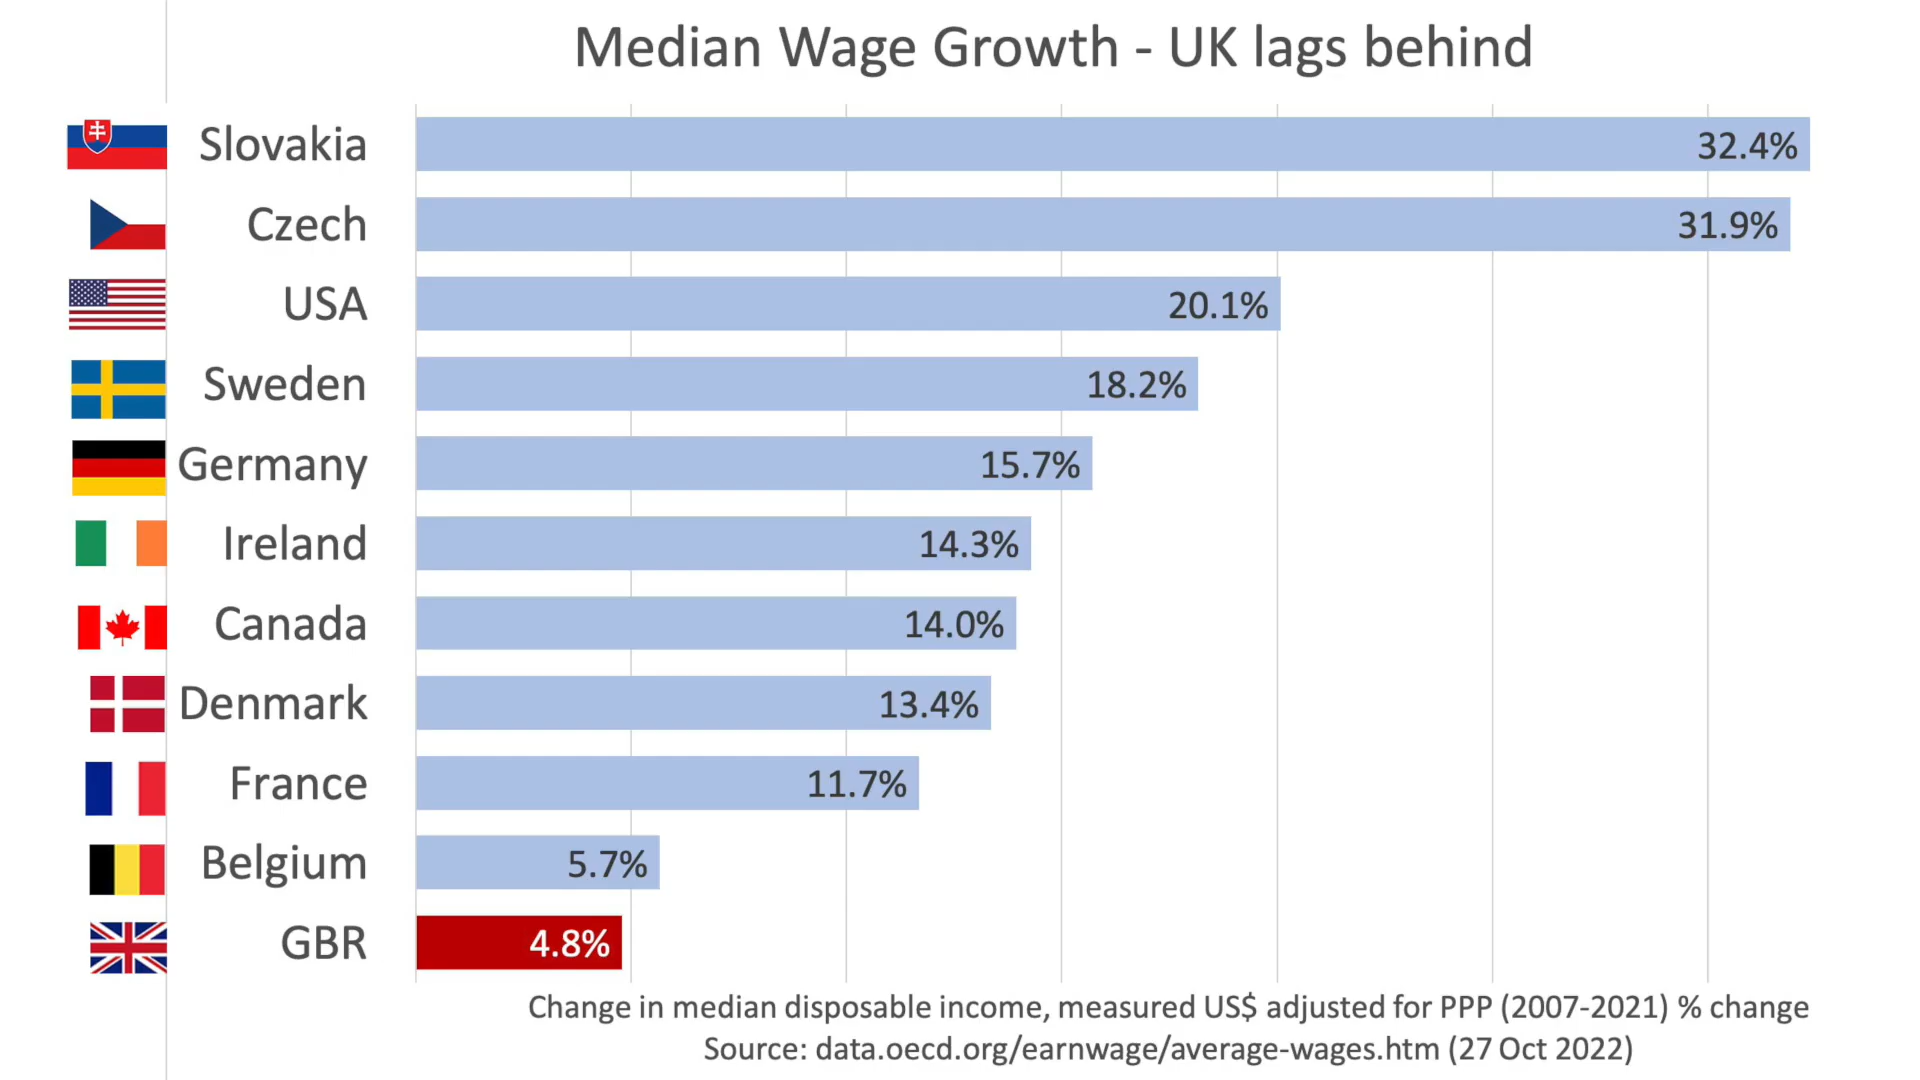 Median Wage Growth - UK lags behind
Slovakia 32.4%
Czech 31.9%
USA 20.1%
Sweden 18.2%
Germany 15.7%
Ireland 14.3%
Canada 14.0%
Denmark 13.4%
France 11.7%
Belgium 5.7%
GBR 4.8%
Change in median disposable income, measured US$ adjusted for PPP (2007-2021) % change
Source: data.oecd.org/earnwage/average-wages.htm (27 Oct 2022)